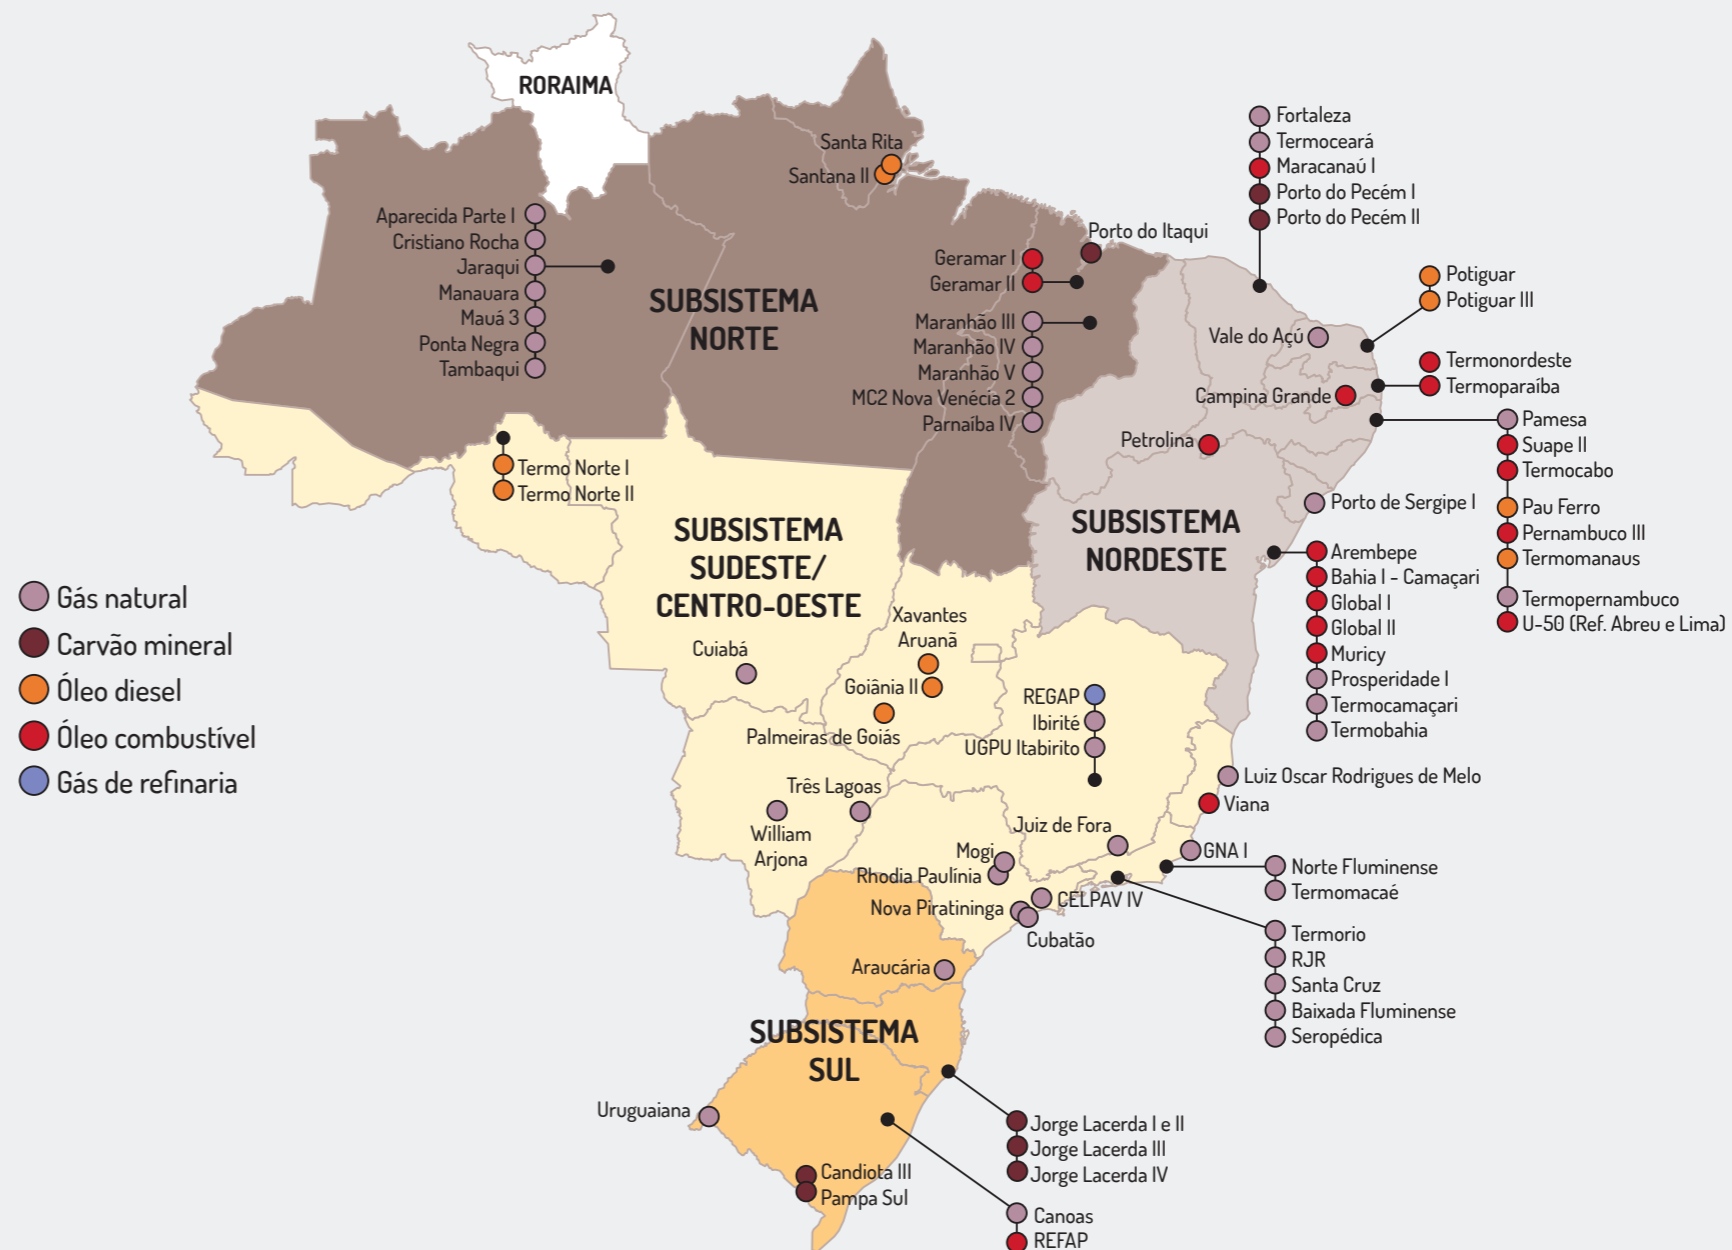 RORAIMA
Santa Rita
Santana II
Fortaleza
Termoceará
Maracanaú I
Porto do Pecém I
Porto do Pecém II
Aparecida Parte I
Cristiano Rocha
Jaraqui
Manauara
Mauá 3
Ponta Negra
Tambaqui
SUBSISTEMA
NORTE
Porto do Itaqui
Geramar I
Geramar II
Maranhão III
Maranhão IV
Maranhão V
MC2 Nova Venécia 2
Parnaíba IV
Potiguar
Potiguar III
Vale do Açú
Termonordeste
Termoparaíba
Campina Grande
Petrolina
Pamesa
Suape II
Termocabo
Pau Ferro
Pernambuco III
Termomanaus
Termopernambuco
U-50 (Ref. Abreu e Lima)
Termo Norte I
Termo Norte II
Porto de Sergipe I
SUBSISTEMA
NORDESTE
SUBSISTEMA
SUDESTE/
CENTRO-OESTE
Arembepe
Bahia I - Camaçari
Global I
Global II
Muricy
Prosperidade I
Termocamaçari
Termobahia
Gás natural
Carvão mineral
Óleo diesel
Óleo combustível
Gás de refinaria
Xavantes
Aruanã
Cuiabá
Goiânia II
Palmeiras de Goiás
REGAP
Ibirité
UGPU Itabirito
Luiz Oscar Rodrigues de Melo
Viana
Três Lagoas
William
Arjona
Juiz de Fora
GNA I
Mogi
Rhodia Paulínia
Norte Fluminense
Termomacaé
CELPAV IV
Nova Piratininga
Cubatão
Termorio
RJR
Santa Cruz
Baixada Fluminense
Seropédica
Araucária
SUBSISTEMA
SUL
Uruguaiana
Jorge Lacerda I e II
Jorge Lacerda III
Jorge Lacerda IV
Candiota III
Pampa Sul
Canoas
REFAP